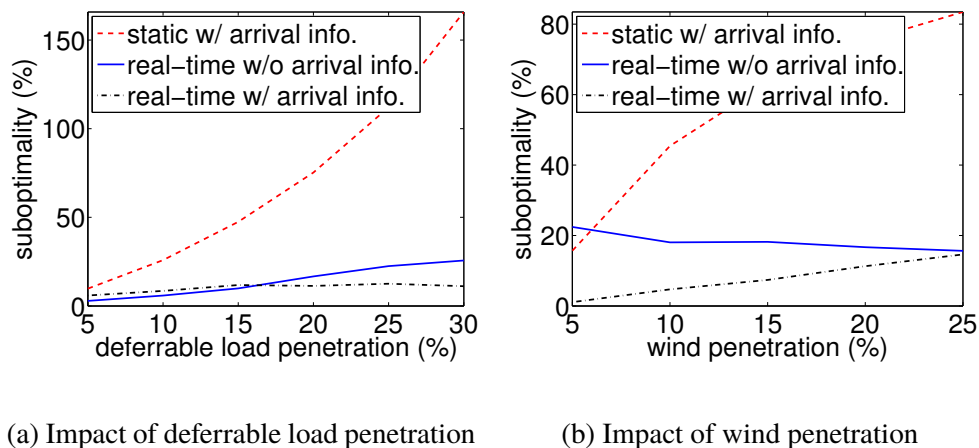 150
100
50
0
suboptimality (%)
static w/ arrival info.
real-time w/o arrival info.
real-time w/ arrival info.
5 10 15 20 25 30
deferrable load penetration (%)
80
60
40
20
0
suboptimality (%)
static w/ arrival info.
real-time w/o arrival info.
real-time w/ arrival info.
5 10 15 20 25
wind penetration (%)
(a) Impact of deferrable load penetration
(b) Impact of wind penetration